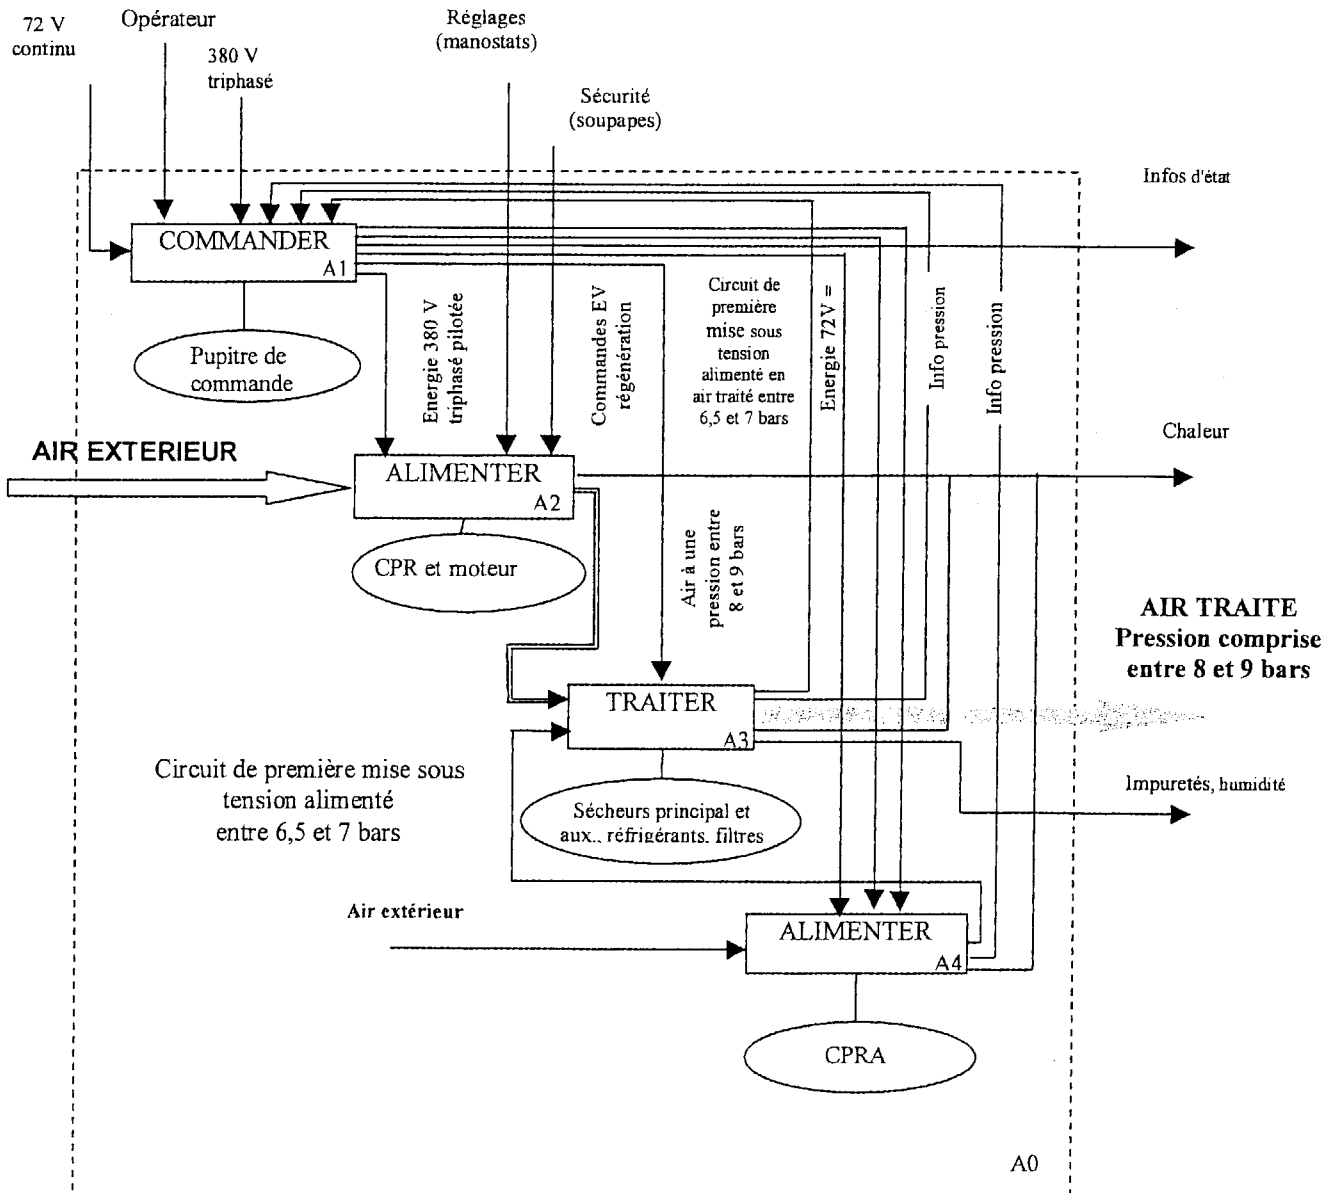 72 V
continu
Opérateur
380 V
triphasé
Réglages
(manostats)
Sécurité
(soupapes)
Infos d'état
COMMANDER
A1
Pupitre de
commande
Energie 380 V
triphasé pilotée
Commandes EV
régénération
Circuit de
première
mise sous
tension
alimenté en
air traité entre
6,5 et 7 bars
Energie 72V =
Info pression
Info pression
Chaleur
AIR EXTERIEUR
ALIMENTER
A2
CPR et moteur
Air à une
pression entre
8 et 9 bars
AIR TRAITE
Pression comprise
entre 8 et 9 bars
TRAITER
A3
Circuit de première mise sous
tension alimenté
entre 6,5 et 7 bars
Sécheurs principal et
aux., réfrigérants, filtres
Impuretés, humidité
Air extérieur
ALIMENTER
A4
CPRA
A0